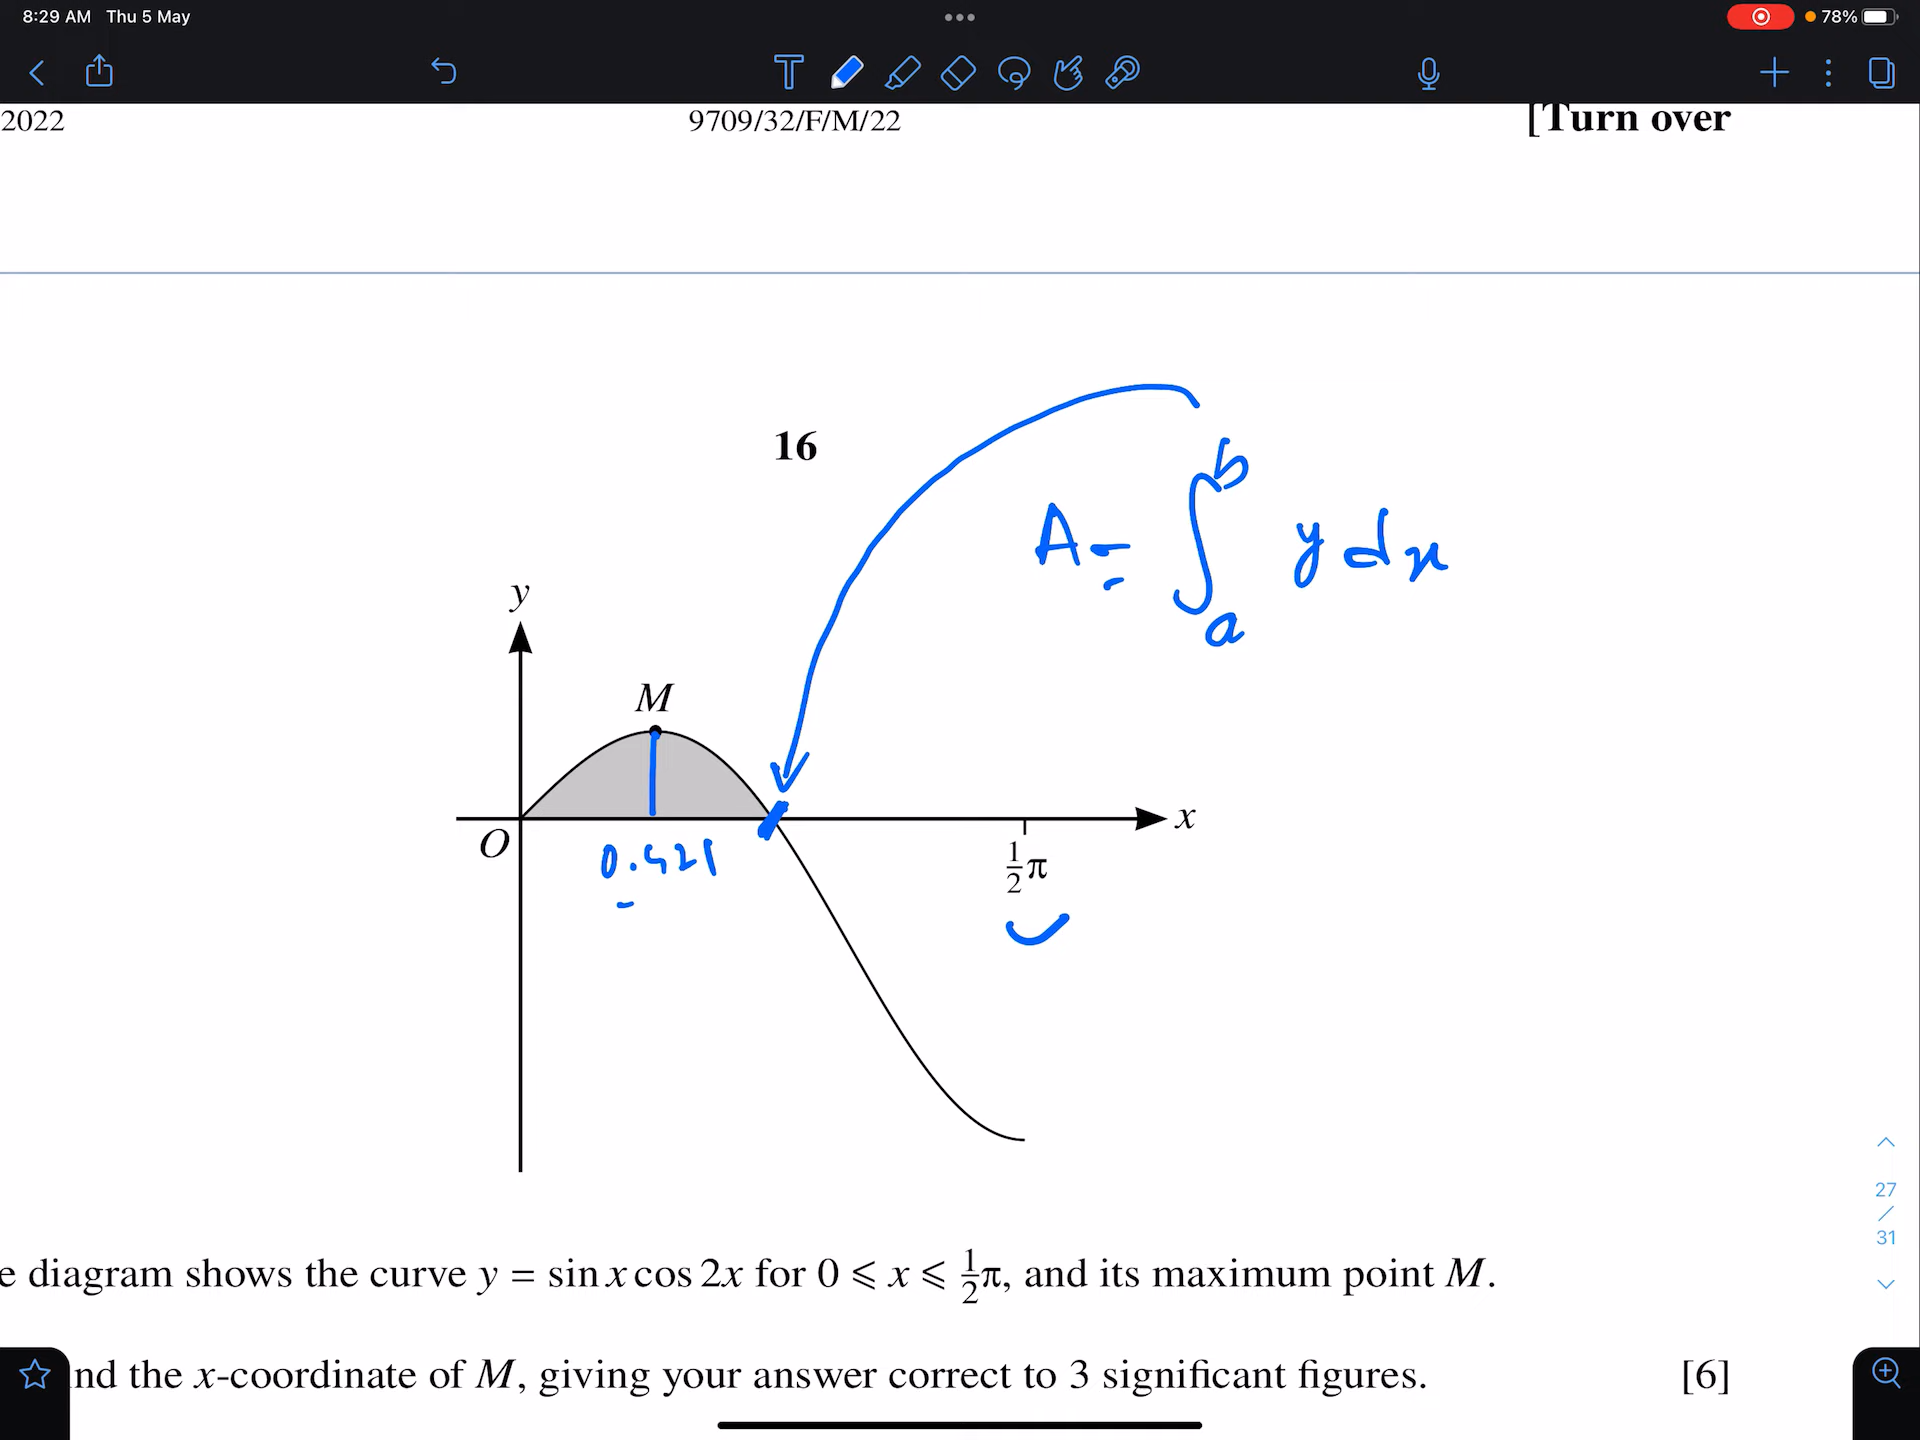 8:29 AM Thu 5 May
78%
T
2022 9709/32/F/M/22 [Turn over
16
A = ∫ₐᵇ y dx
y
M
O
x
0.421
½π
e diagram shows the curve y = sin x cos 2x for 0 ⩽ x ⩽ ½π, and its maximum point M.
nd the x-coordinate of M, giving your answer correct to 3 significant figures. [6]
27
/
31